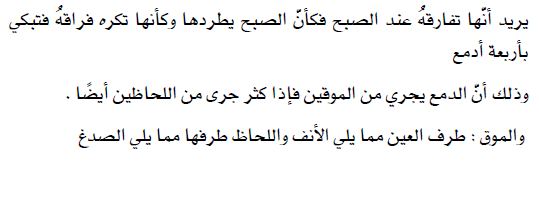 يريد أنّها تفارقهُ عند الصبح فكأنّ الصبح يطردها وكأنها تكره فراقهُ فتبكي
بأربعة أدمع
وذلك أنّ الدمع يجري من الموقين فإذا كثر جرى من اللحاظين أيضًا .
والموق : طرف العين مما يلي الأنف واللحاظ طرفها مما يلي الصدغ